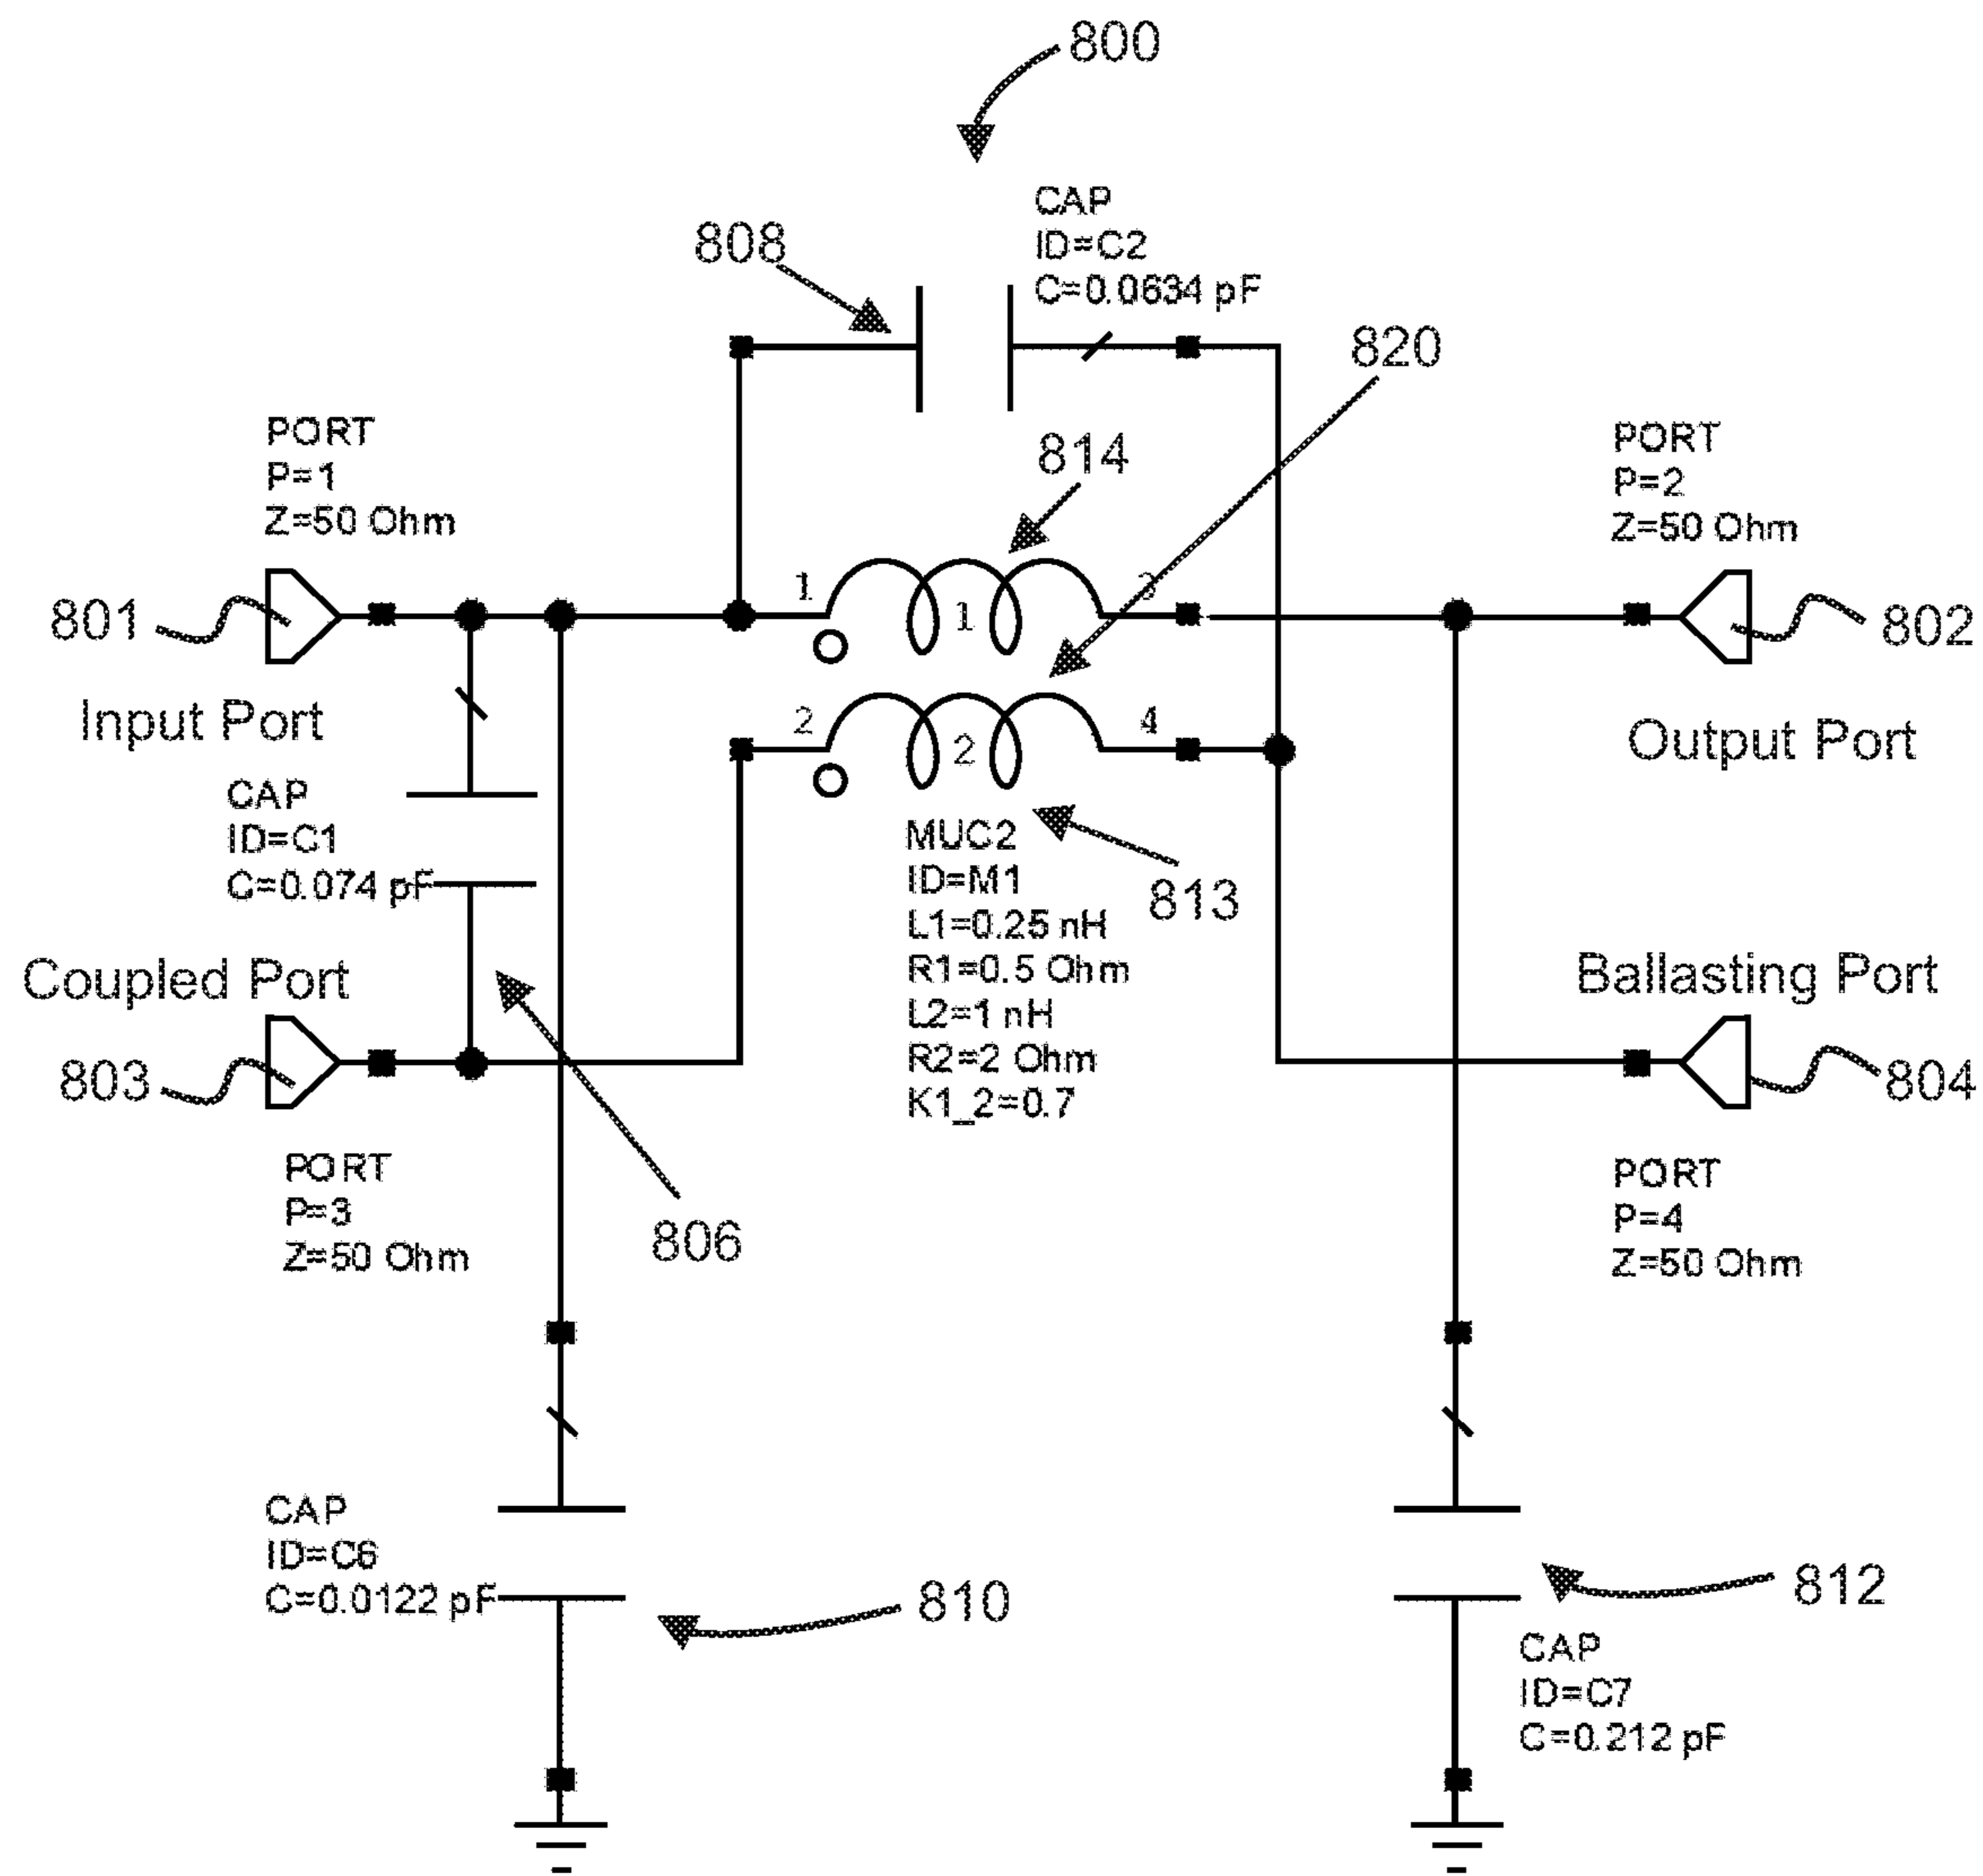 800
CAP
ID=C2
C=0.0634 pF
808
820
814
PORT
P=1
Z=50 Ohm
PORT
P=2
Z=50 Ohm
801
1
1
3
802
Input Port
2
2
4
Output Port
CAP
ID=C1
C=0.074 pF
MUC2
ID=M1
L1=0.25 nH
R1=0.5 Ohm
L2=1 nH
R2=2 Ohm
K1_2=0.7
813
Coupled Port
Ballasting Port
803
804
PORT
P=3
Z=50 Ohm
806
PORT
P=4
Z=50 Ohm
CAP
ID=C6
C=0.0122 pF
810
812
CAP
ID=C7
C=0.212 pF